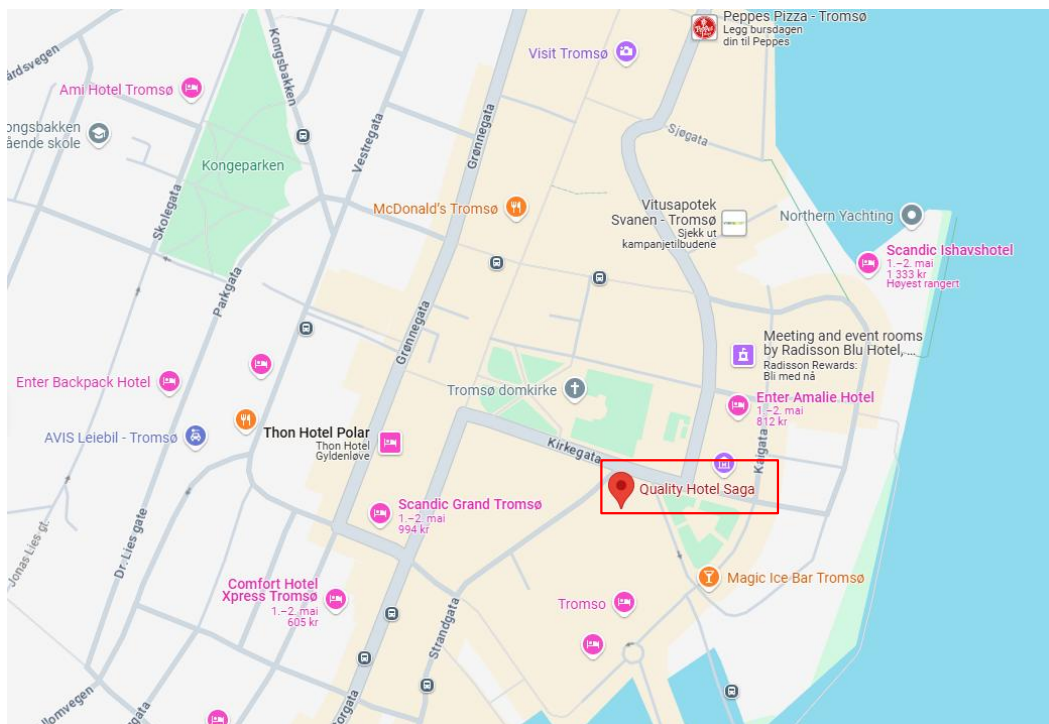 Peppes Pizza - Tromsø
Legg bursdagen
din til Peppes
Visit Tromsø
Kongsbakken
Ami Hotel Tromsø
Vestregata
Grønnegata
Sjøgata
ående skole
Kongeparken
Skolegata
McDonald's Tromsø
Vitusapotek
Svanen - Tromsø
Sjekk ut
kampanjetilbudene
Northern Yachting
Scandic Ishavshotel
1.–2. mai
1 333 kr
Høyest rangert
Parkgata
Grønnegata
Meeting and event rooms
by Radisson Blu Hotel, ...
Radisson Rewards:
Bli med nå
Enter Backpack Hotel
Tromsø domkirke
Enter Amalie Hotel
1.–2. mai
812 kr
AVIS Leiebil - Tromsø
Thon Hotel Polar
Thon Hotel
Gyldenløve
Kirkegata
Kaigata
Quality Hotel Saga
Scandic Grand Tromsø
1.–2. mai
994 kr
Jonas Lies gt.
Dr. Lies gate
Comfort Hotel
Xpress Tromsø
1.–2. mai
605 kr
Magic Ice Bar Tromsø
Tromso
Strandgata